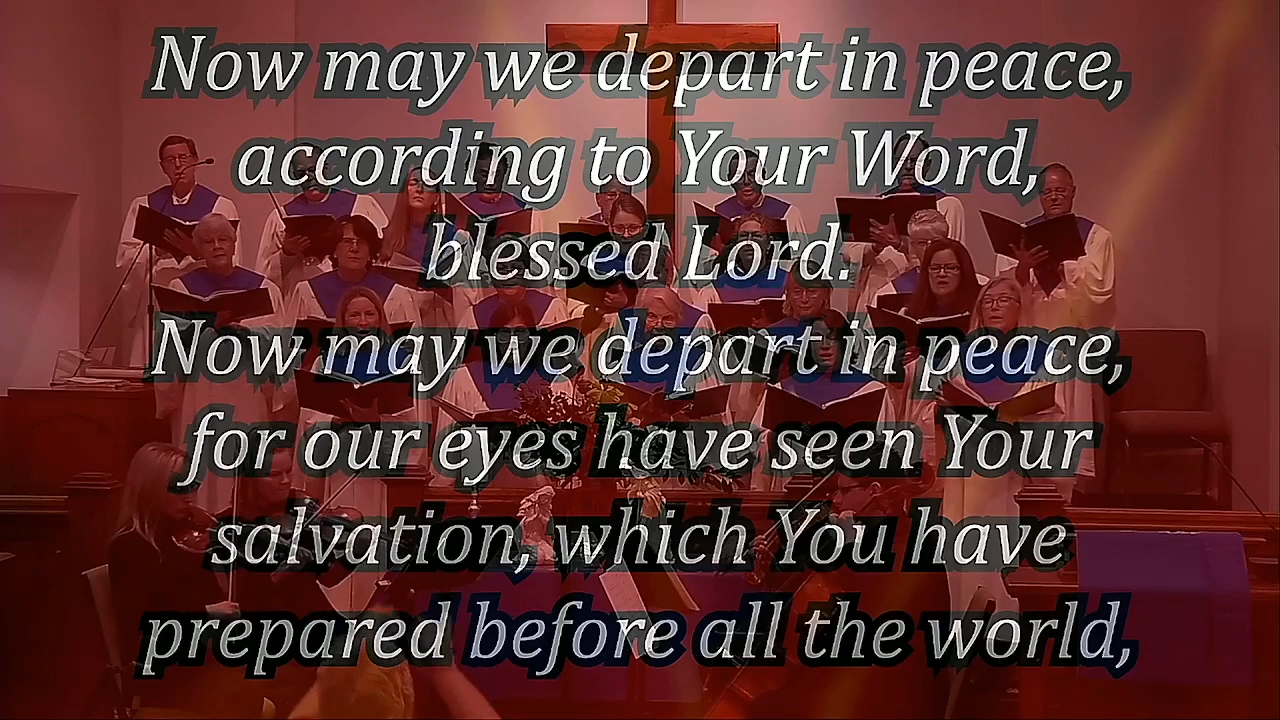 Now may we depart in peace,
according to Your Word,
blessed Lord.
Now may we depart in peace,
for our eyes have seen Your
salvation, which You have
prepared before all the world,